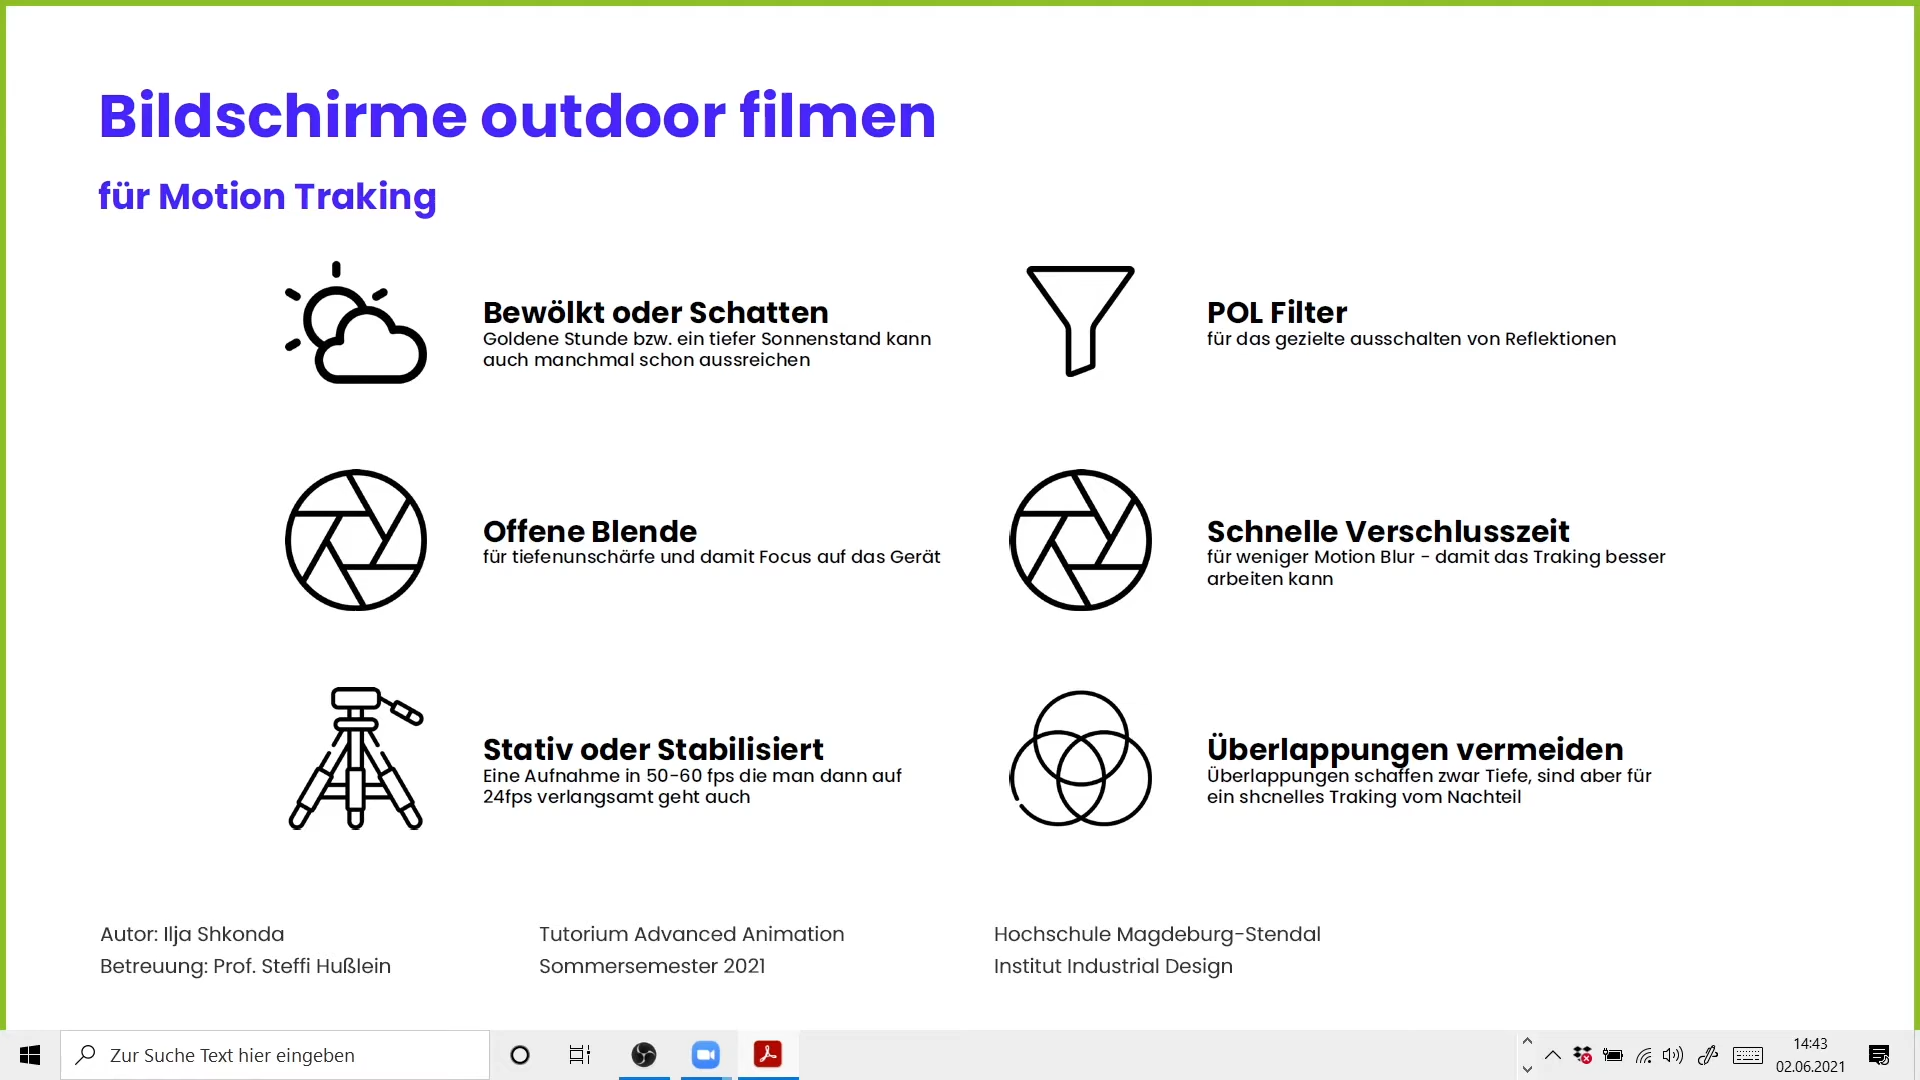 Bildschirme outdoor filmen
für Motion Traking
Bewölkt oder Schatten
Goldene Stunde bzw. ein tiefer Sonnenstand kann
auch manchmal schon aussreichen
POL Filter
für das gezielte ausschalten von Reflektionen
Offene Blende
für tiefenunschärfe und damit Focus auf das Gerät
Schnelle Verschlusszeit
für weniger Motion Blur - damit das Traking besser
arbeiten kann
Stativ oder Stabilisiert
Eine Aufnahme in 50-60 fps die man dann auf
24fps verlangsamt geht auch
Überlappungen vermeiden
Überlappungen schaffen zwar Tiefe, sind aber für
ein shcnelles Traking vom Nachteil
Autor: Ilja Shkonda
Betreuung: Prof. Steffi Hußlein
Tutorium Advanced Animation
Sommersemester 2021
Hochschule Magdeburg-Stendal
Institut Industrial Design
Zur Suche Text hier eingeben
14:43
02.06.2021